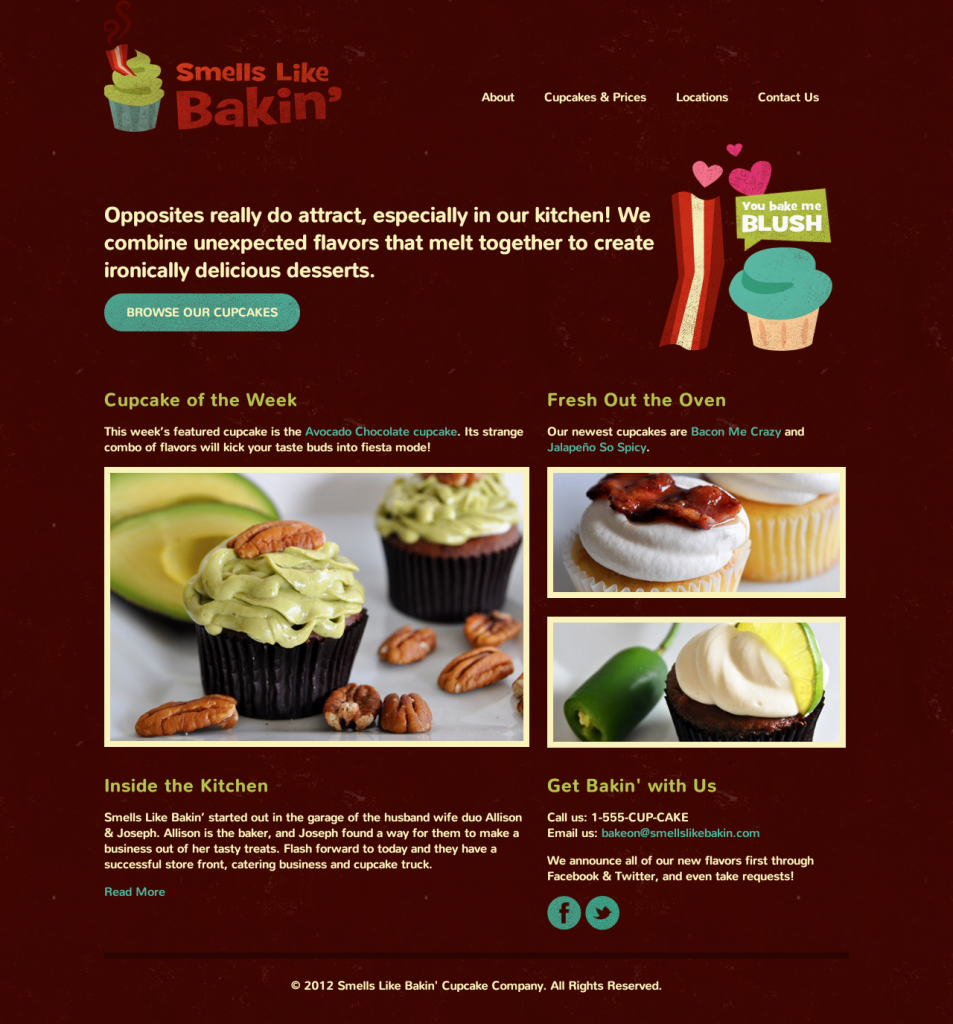 Smells Like
Bakin’
About
Cupcakes & Prices
Locations
Contact Us
Opposites really do attract, especially in our kitchen! We
combine unexpected flavors that melt together to create
ironically delicious desserts.
BROWSE OUR CUPCAKES
You bake me
BLUSH
Cupcake of the Week
This week’s featured cupcake is the Avocado Chocolate cupcake. Its strange
combo of flavors will kick your taste buds into fiesta mode!
Fresh Out the Oven
Our newest cupcakes are Bacon Me Crazy and
Jalapeño So Spicy.
Inside the Kitchen
Smells Like Bakin’ started out in the garage of the husband wife duo Allison
& Joseph. Allison is the baker, and Joseph found a way for them to make a
business out of her tasty treats. Flash forward to today and they have a
successful store front, catering business and cupcake truck.
Read More
Get Bakin' with Us
Call us: 1-555-CUP-CAKE
Email us: bakeon@smellslikebakin.com
We announce all of our new flavors first through
Facebook & Twitter, and even take requests!
© 2012 Smells Like Bakin' Cupcake Company. All Rights Reserved.